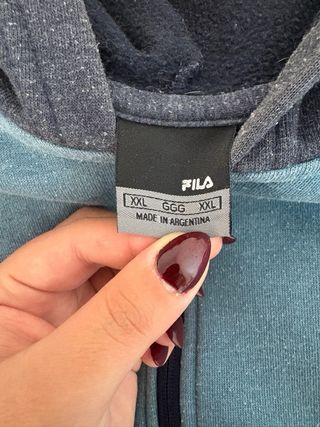 FILA
XXL GGG XXL
MADE IN ARGENTINA